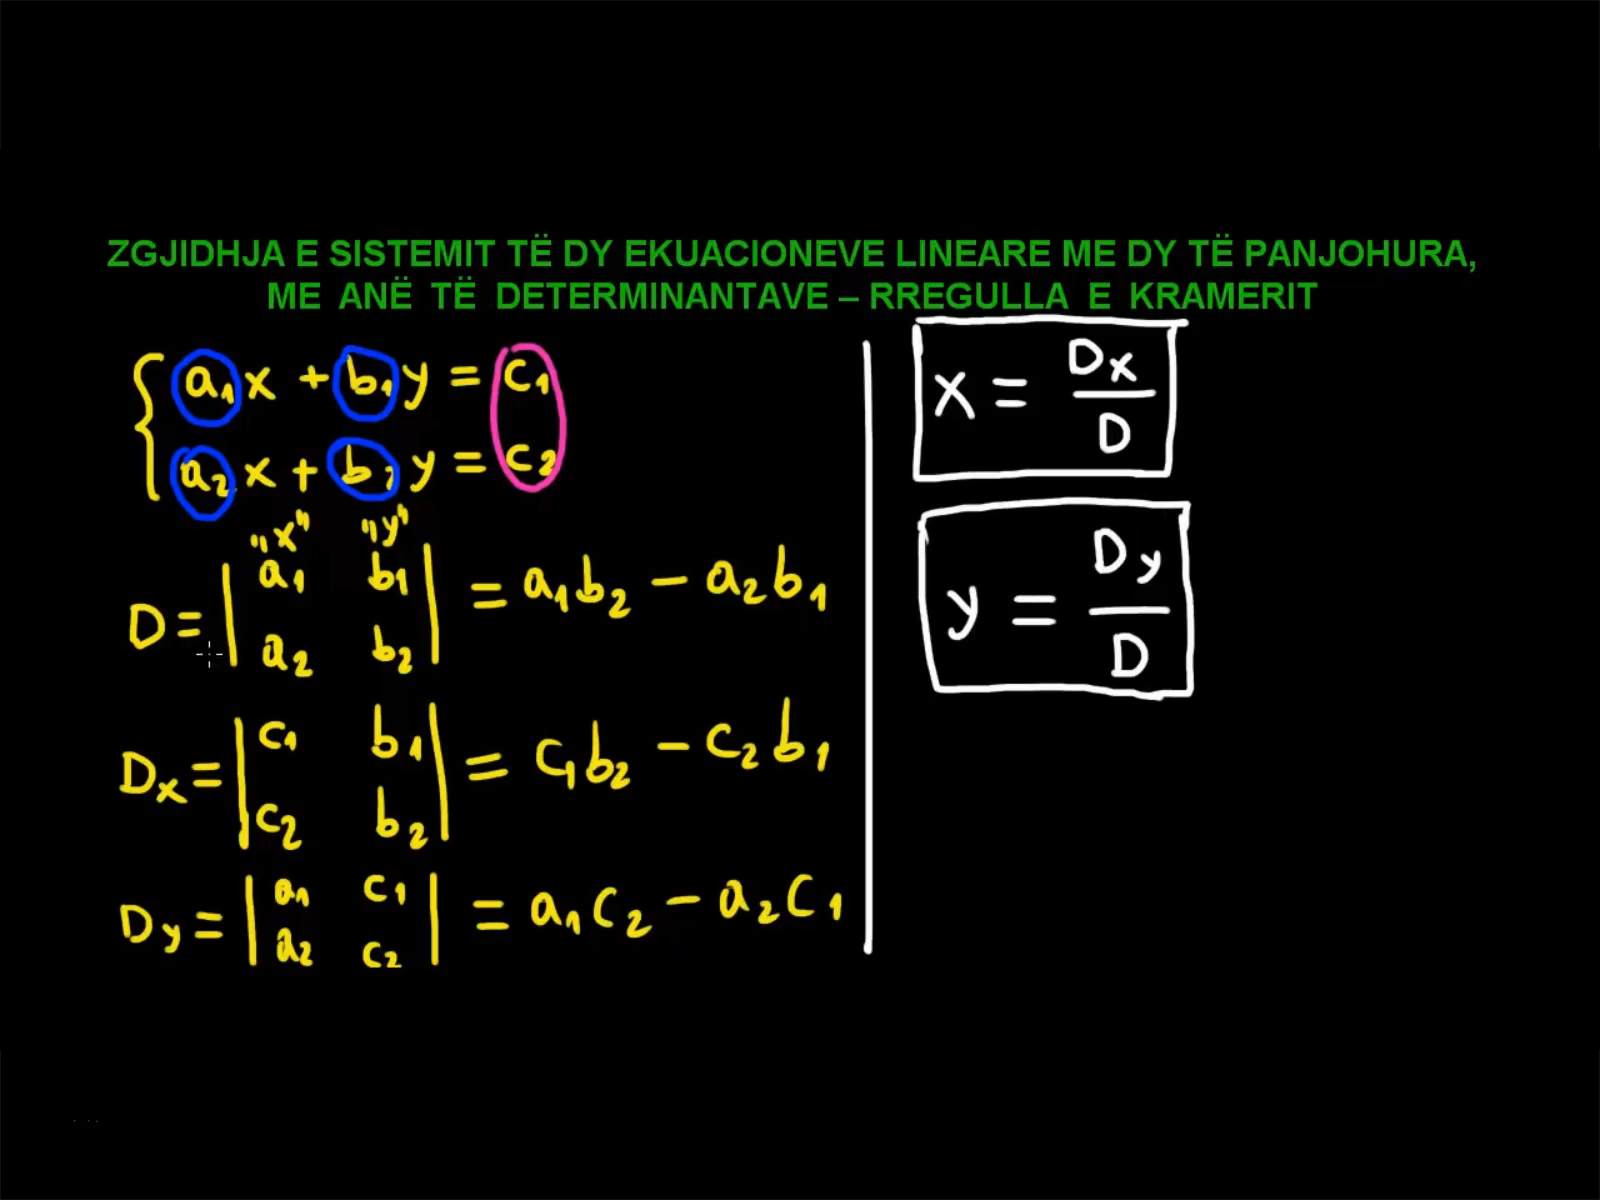 ZGJIDHJA E SISTEMIT TË DY EKUACIONEVE LINEARE ME DY TË PANJOHURA,
ME ANË TË DETERMINANTAVE – RREGULLA E KRAMERIT
a₁x + b₁y = c₁
a₂x + b₂y = c₂
„x" „y"
D = | a₁ b₁ | = a₁b₂ − a₂b₁
| a₂ b₂ |
Dx = | c₁ b₁ | = c₁b₂ − c₂b₁
| c₂ b₂ |
Dy = | a₁ c₁ | = a₁c₂ − a₂c₁
| a₂ c₂ |
x = Dx / D
y = Dy / D